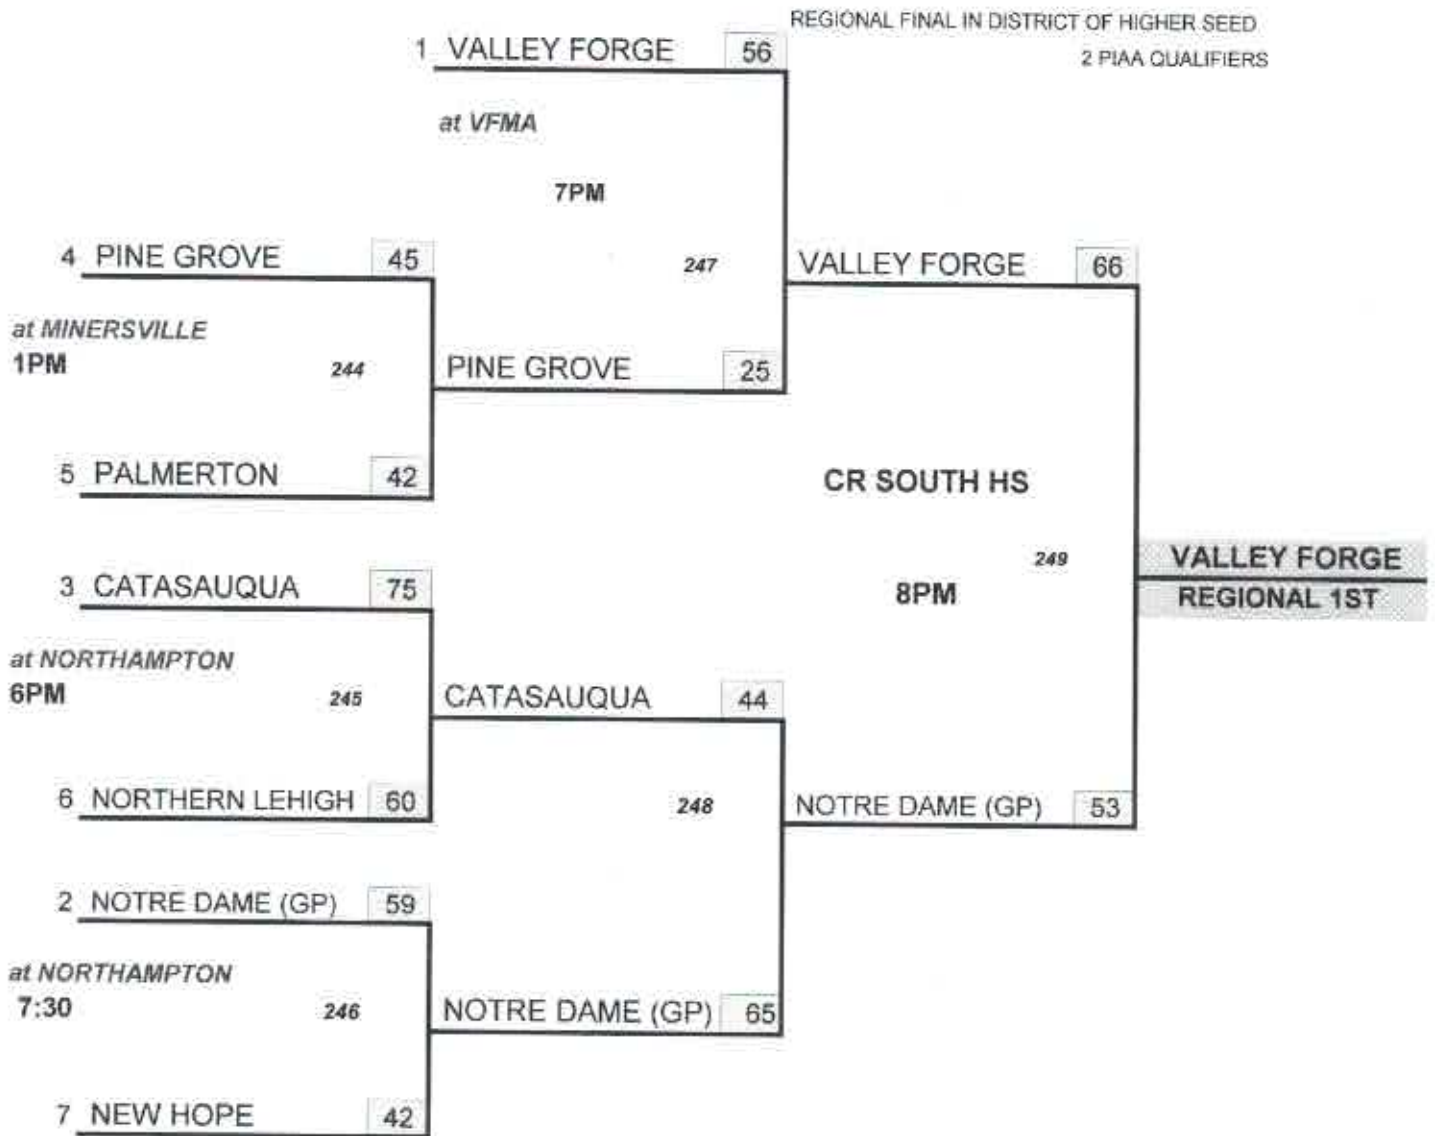 REGIONAL FINAL IN DISTRICT OF HIGHER SEED
2 PIAA QUALIFIERS
1 VALLEY FORGE 56
at VFMA
7PM
4 PINE GROVE 45
247
VALLEY FORGE 66
at MINERSVILLE
1PM
244
PINE GROVE 25
5 PALMERTON 42
CR SOUTH HS
249
VALLEY FORGE
3 CATASAUQUA 75
8PM
REGIONAL 1ST
at NORTHAMPTON
6PM
245
CATASAUQUA 44
6 NORTHERN LEHIGH 60
248
NOTRE DAME (GP) 53
2 NOTRE DAME (GP) 59
at NORTHAMPTON
7:30
246
NOTRE DAME (GP) 65
7 NEW HOPE 42